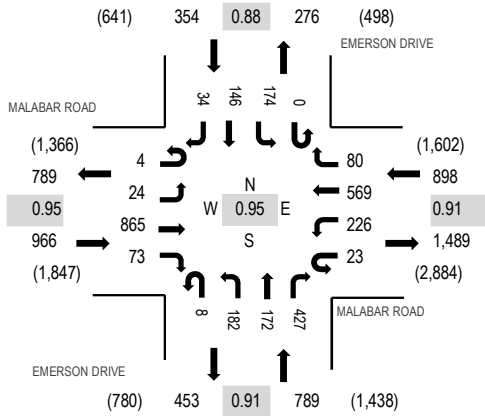 (641) 354 0.88 276 (498)
EMERSON DRIVE
34 146 174 0
MALABAR ROAD
(1,366) (1,602)
789 4 80 898
24 N 569
0.95 W 0.95 E 0.91
865 226
966 S 1,489
73 23
(1,847) (2,884)
8 182 172 427
MALABAR ROAD
EMERSON DRIVE
(780) 453 0.91 789 (1,438)